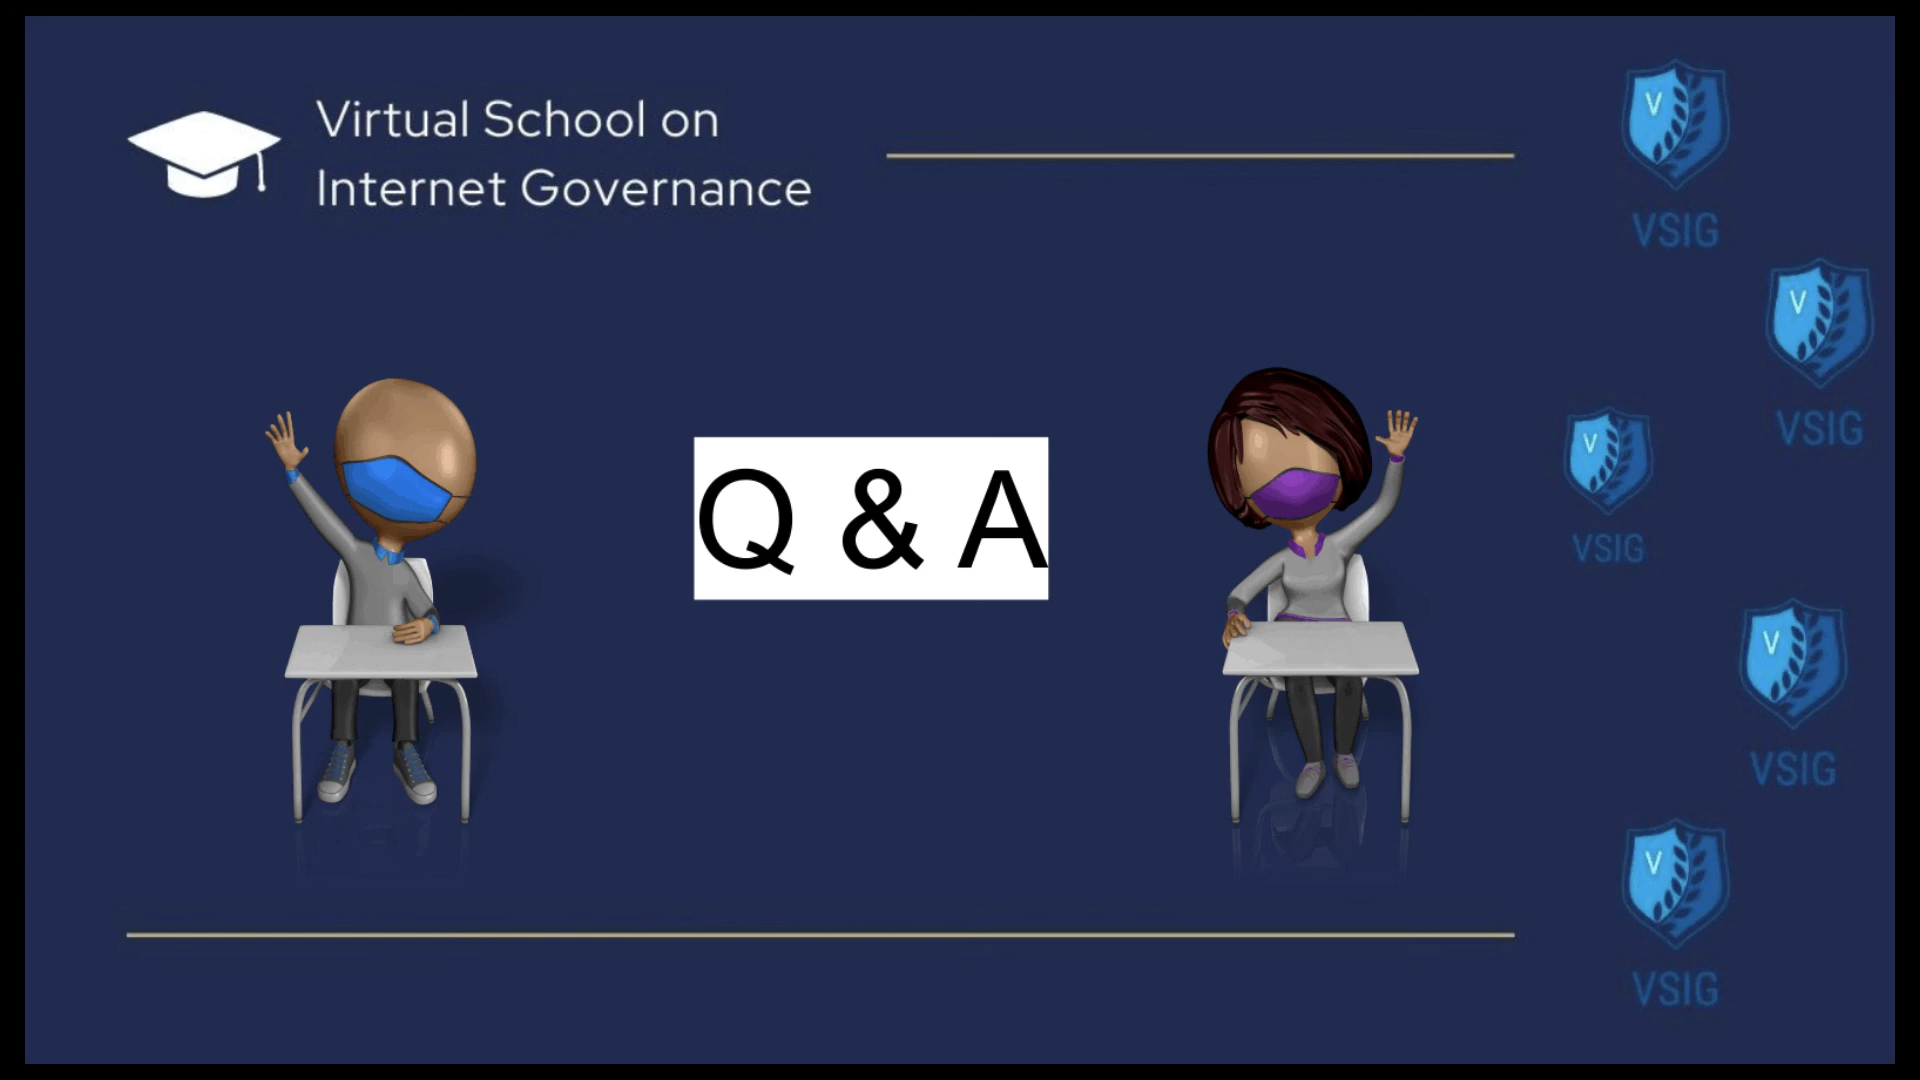 Virtual School on
Internet Governance
V
VSIG
V
VSIG
V
VSIG
Q & A
V
VSIG
V
VSIG